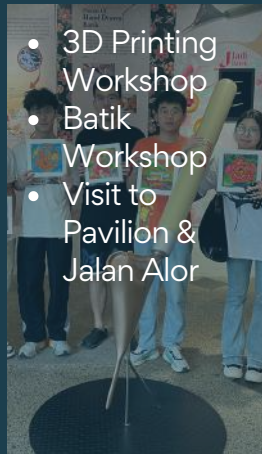 • 3D Printing
Workshop
• Batik
Workshop
• Visit to
Pavilion &
Jalan Alor